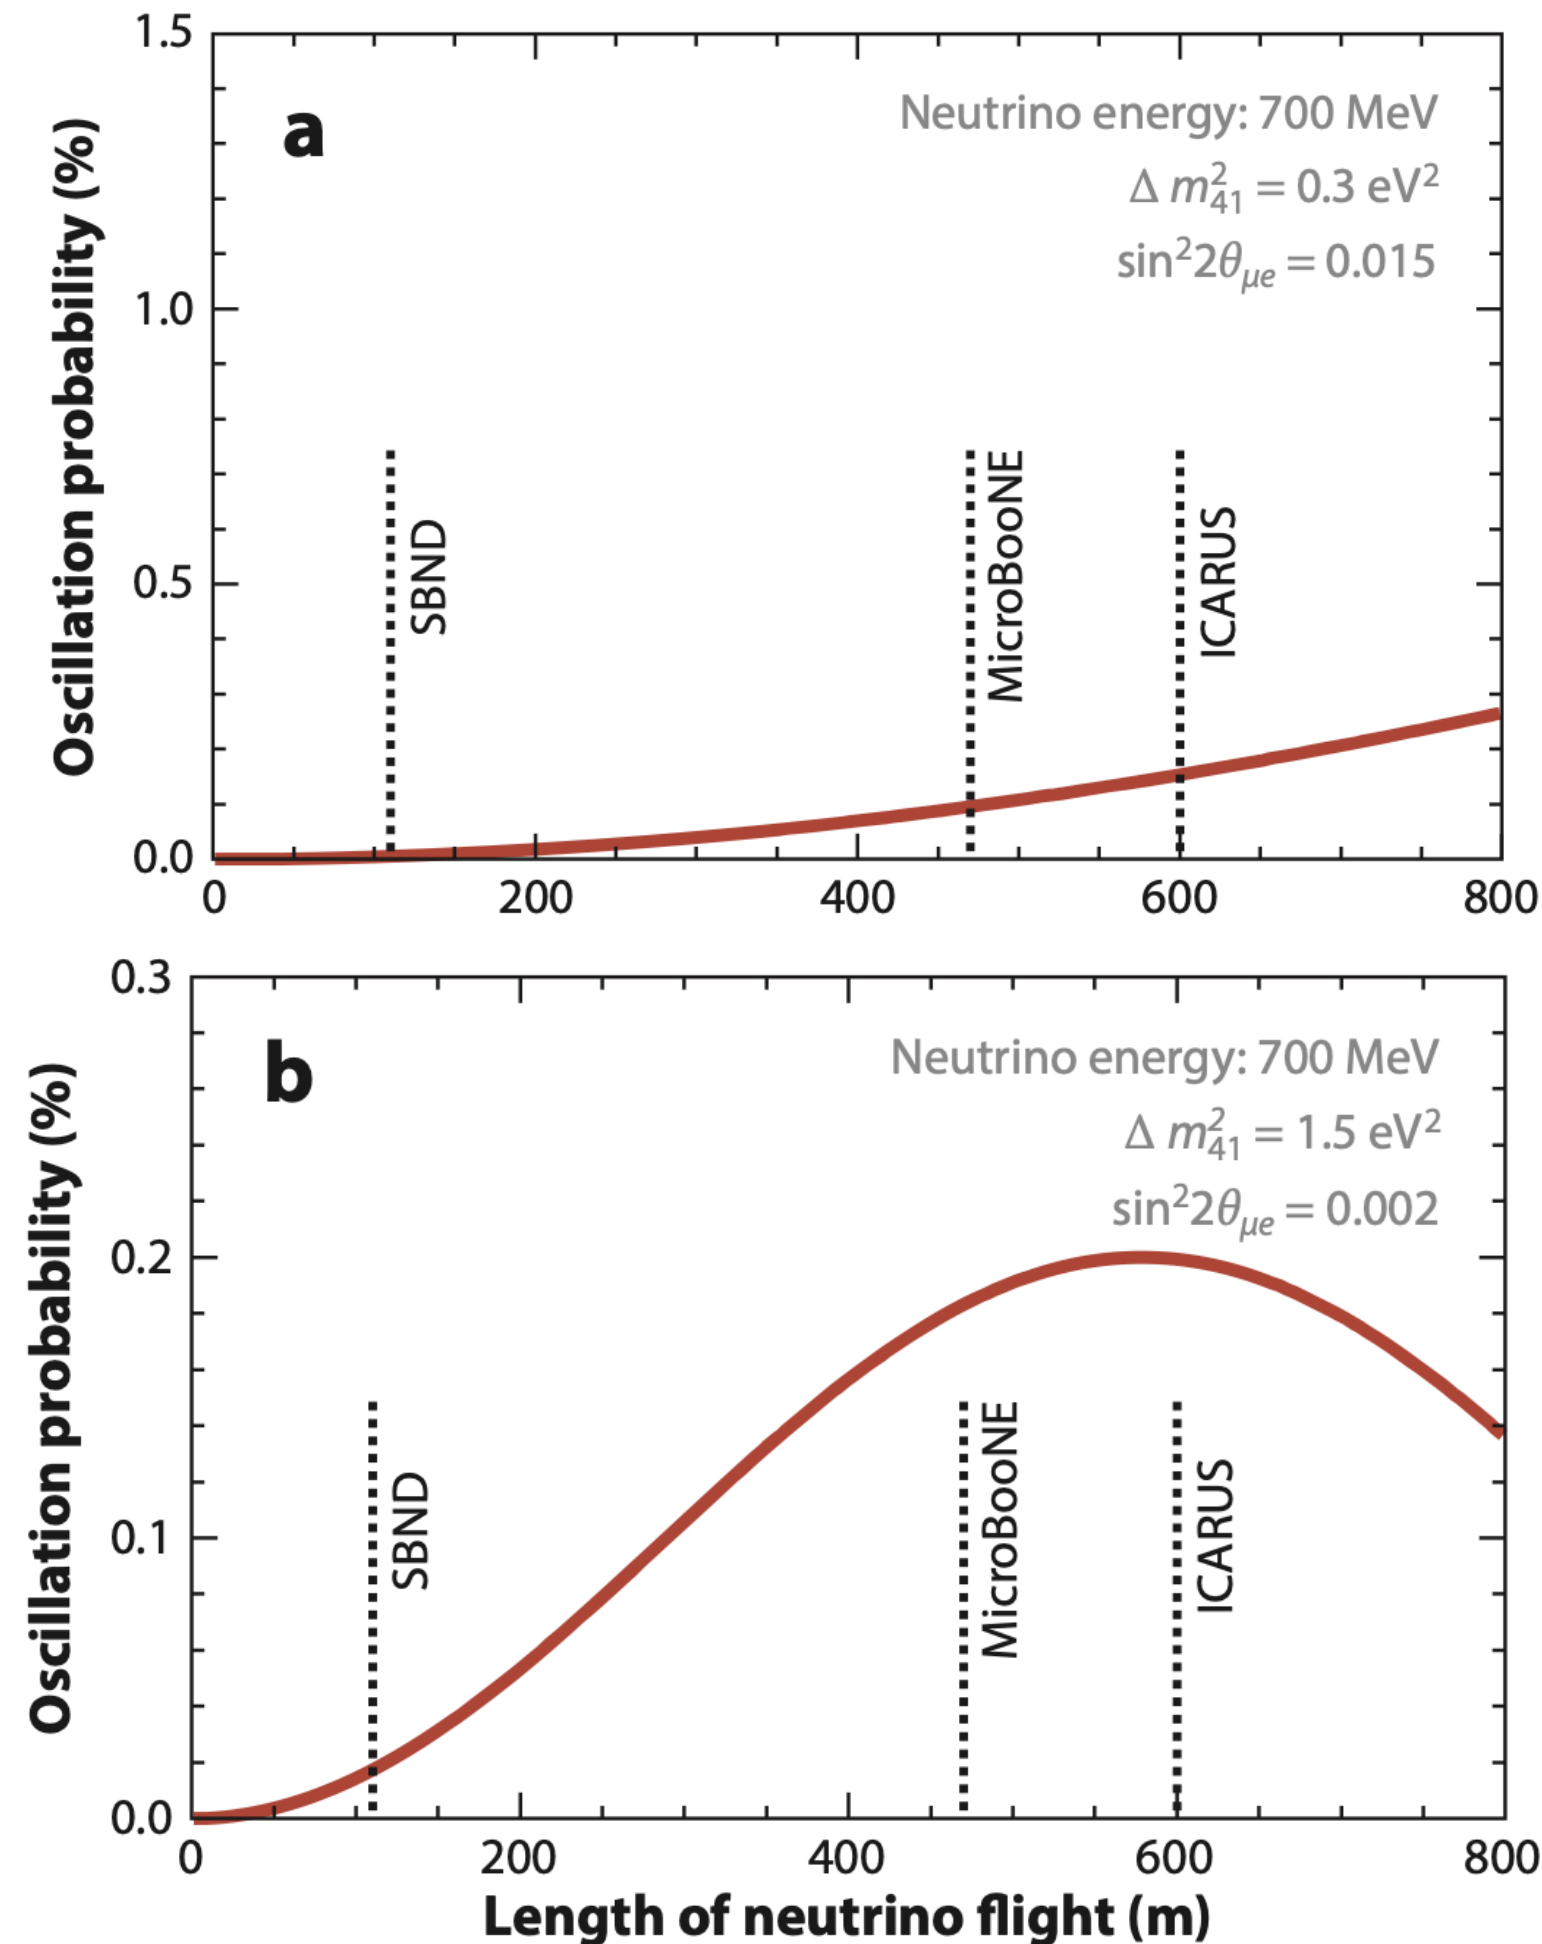 1.5
a
Neutrino energy: 700 MeV
Δ m²₄₁ = 0.3 eV²
sin²2θμe = 0.015
Oscillation probability (%)
1.0
SBND
MicroBooNE
ICARUS
0.5
0.0
0 200 400 600 800
0.3
b
Neutrino energy: 700 MeV
Δ m²₄₁ = 1.5 eV²
sin²2θμe = 0.002
Oscillation probability (%)
0.2
SBND
MicroBooNE
ICARUS
0.1
0.0
0 200 400 600 800
Length of neutrino flight (m)